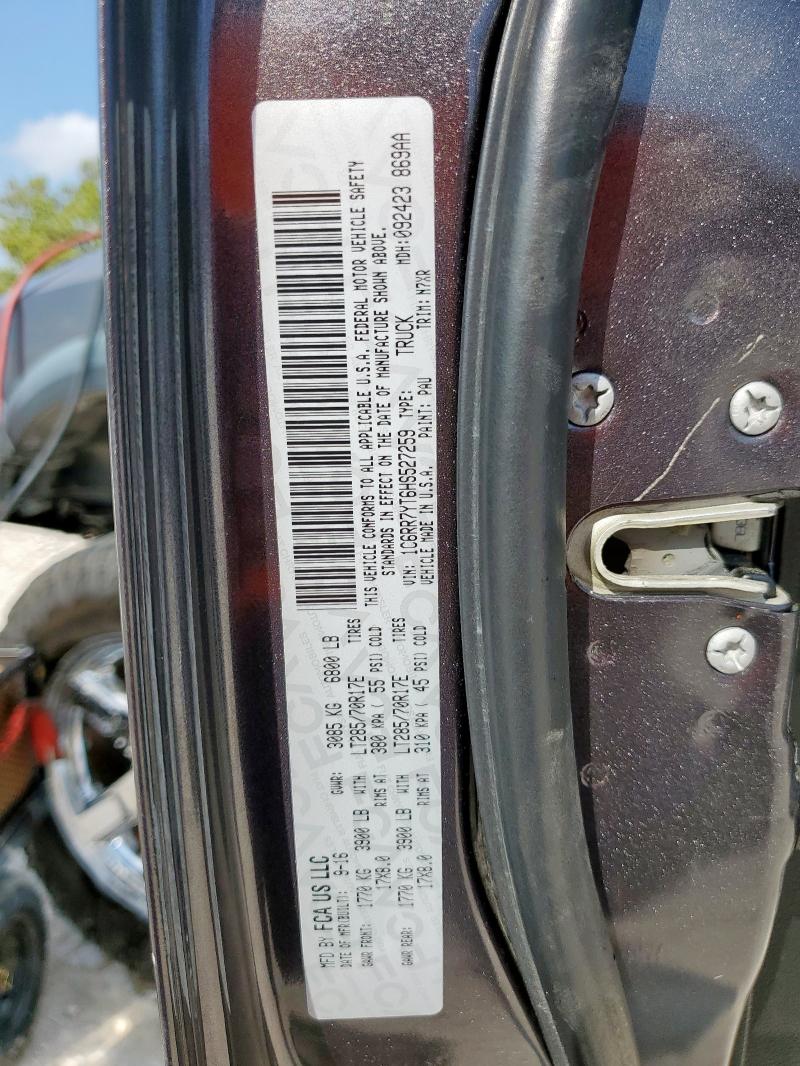 MFD BY FCA US LLC
DATE OF MFR(BUILT): 9-16 GVWR: 3085 KG 6800 LB
GAWR FRONT: 1770 KG 3900 LB WITH LT285/70R17E TIRES
17X8.0 RIMS AT 380 KPA( 55 PSI) COLD
GAWR REAR: 1770 KG 3900 LB WITH LT285/70R17E TIRES
17X8.0 RIMS AT 310 KPA( 45 PSI) COLD
THIS VEHICLE CONFORMS TO ALL APPLICABLE U.S.A. FEDERAL MOTOR VEHICLE SAFETY
STANDARDS IN EFFECT ON THE DATE OF MANUFACTURE SHOWN ABOVE.
VIN: 1C6RR7YT6HS527259 TYPE: TRUCK MDH:092423 869AA
VEHICLE MADE IN U.S.A. PAINT: PAU TRIM: N7XR